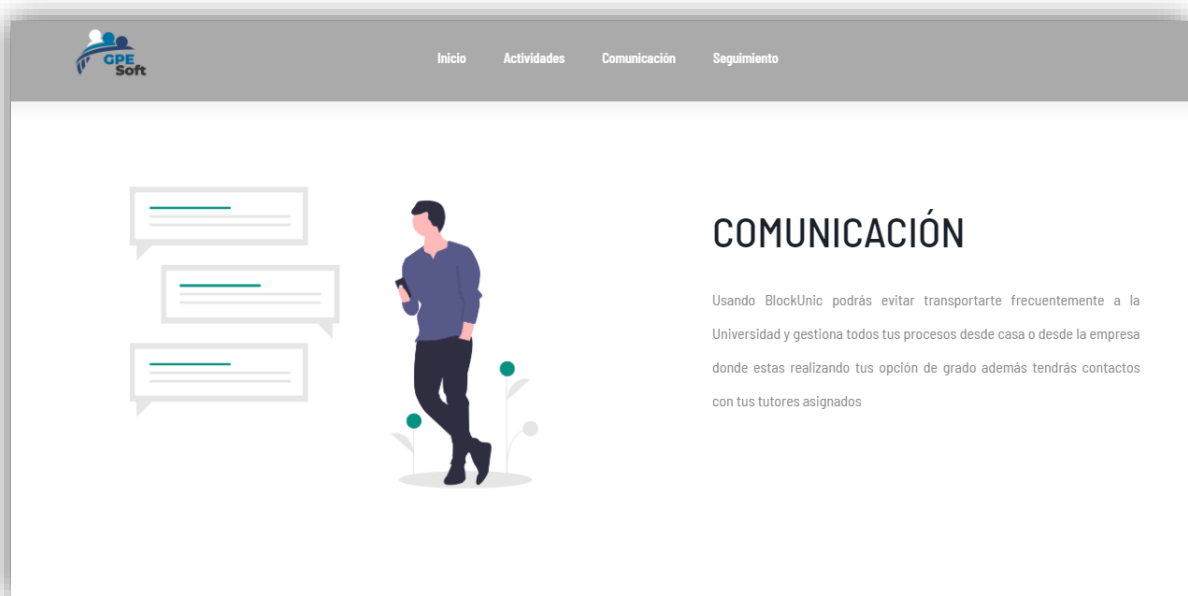 GPE
Soft
Inicio Actividades Comunicación Seguimiento
COMUNICACIÓN
Usando BlockUnic podrás evitar transportarte frecuentemente a la
Universidad y gestiona todos tus procesos desde casa o desde la empresa
donde estas realizando tus opción de grado además tendrás contactos
con tus tutores asignados